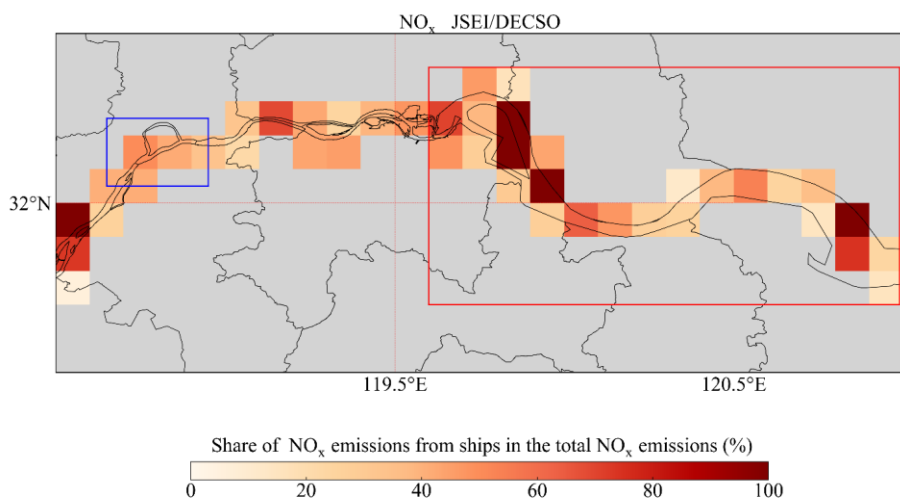 NOx JSEI/DECSO
32°N
119.5°E 120.5°E
Share of NOx emissions from ships in the total NOx emissions (%)
0 20 40 60 80 100